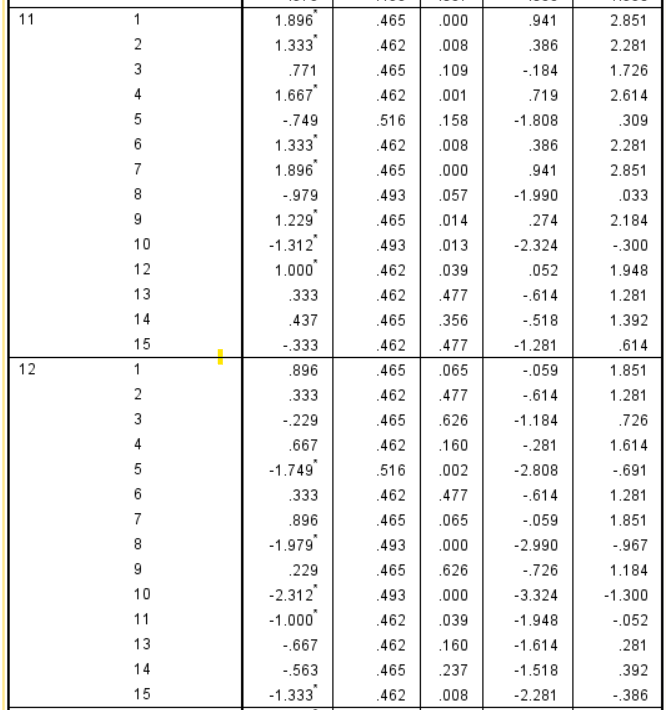 11 1 1.896* .465 .000 .941 2.851
2 1.333* .462 .008 .386 2.281
3 .771 .465 .109 -.184 1.726
4 1.667* .462 .001 .719 2.614
5 -.749 .516 .158 -1.808 .309
6 1.333* .462 .008 .386 2.281
7 1.896* .465 .000 .941 2.851
8 -.979 .493 .057 -1.990 .033
9 1.229* .465 .014 .274 2.184
10 -1.312* .493 .013 -2.324 -.300
12 1.000* .462 .039 .052 1.948
13 .333 .462 .477 -.614 1.281
14 .437 .465 .356 -.518 1.392
15 -.333 .462 .477 -1.281 .614
12 1 .896 .465 .065 -.059 1.851
2 .333 .462 .477 -.614 1.281
3 -.229 .465 .626 -1.184 .726
4 .667 .462 .160 -.281 1.614
5 -1.749* .516 .002 -2.808 -.691
6 .333 .462 .477 -.614 1.281
7 .896 .465 .065 -.059 1.851
8 -1.979* .493 .000 -2.990 -.967
9 .229 .465 .626 -.726 1.184
10 -2.312* .493 .000 -3.324 -1.300
11 -1.000* .462 .039 -1.948 -.052
13 -.667 .462 .160 -1.614 .281
14 -.563 .465 .237 -1.518 .392
15 -1.333* .462 .008 -2.281 -.386